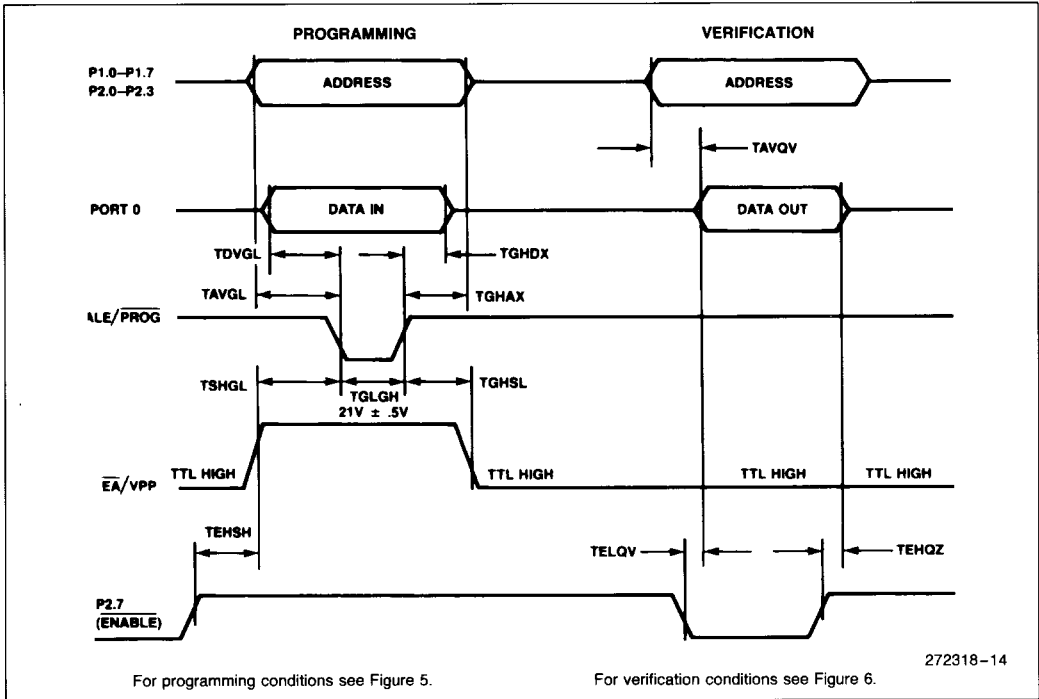 PROGRAMMING
VERIFICATION
P1.0–P1.7
P2.0–P2.3
ADDRESS
ADDRESS
TAVQV
PORT 0
DATA IN
DATA OUT
TDVGL
TGHDX
TAVGL
TGHAX
ALE/PROG
TSHGL
TGLGH
TGHSL
21V ± .5V
EA/VPP
TTL HIGH
TTL HIGH
TTL HIGH
TTL HIGH
TEHSH
TELQV
TEHQZ
P2.7
(ENABLE)
272318–14
For programming conditions see Figure 5.
For verification conditions see Figure 6.